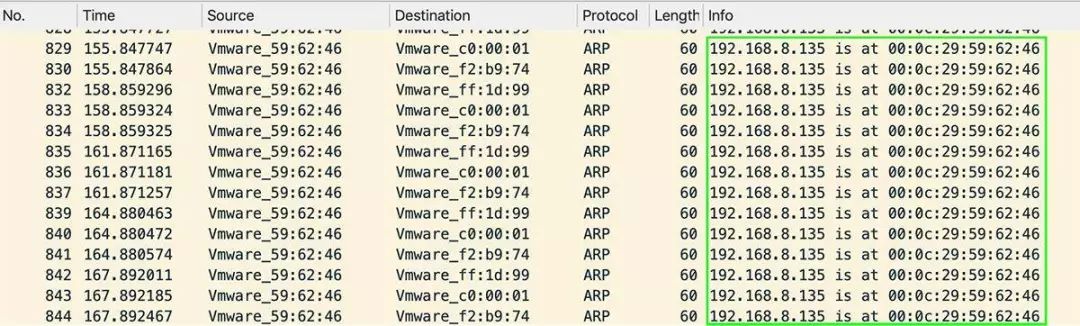 No. Time Source Destination Protocol Length Info
829 155.847747 Vmware_59:62:46 Vmware_c0:00:01 ARP 60 192.168.8.135 is at 00:0c:29:59:62:46
830 155.847864 Vmware_59:62:46 Vmware_f2:b9:74 ARP 60 192.168.8.135 is at 00:0c:29:59:62:46
832 158.859296 Vmware_59:62:46 Vmware_ff:1d:99 ARP 60 192.168.8.135 is at 00:0c:29:59:62:46
833 158.859324 Vmware_59:62:46 Vmware_c0:00:01 ARP 60 192.168.8.135 is at 00:0c:29:59:62:46
834 158.859325 Vmware_59:62:46 Vmware_f2:b9:74 ARP 60 192.168.8.135 is at 00:0c:29:59:62:46
835 161.871165 Vmware_59:62:46 Vmware_ff:1d:99 ARP 60 192.168.8.135 is at 00:0c:29:59:62:46
836 161.871181 Vmware_59:62:46 Vmware_c0:00:01 ARP 60 192.168.8.135 is at 00:0c:29:59:62:46
837 161.871257 Vmware_59:62:46 Vmware_f2:b9:74 ARP 60 192.168.8.135 is at 00:0c:29:59:62:46
839 164.880463 Vmware_59:62:46 Vmware_ff:1d:99 ARP 60 192.168.8.135 is at 00:0c:29:59:62:46
840 164.880472 Vmware_59:62:46 Vmware_c0:00:01 ARP 60 192.168.8.135 is at 00:0c:29:59:62:46
841 164.880574 Vmware_59:62:46 Vmware_f2:b9:74 ARP 60 192.168.8.135 is at 00:0c:29:59:62:46
842 167.892011 Vmware_59:62:46 Vmware_ff:1d:99 ARP 60 192.168.8.135 is at 00:0c:29:59:62:46
843 167.892185 Vmware_59:62:46 Vmware_c0:00:01 ARP 60 192.168.8.135 is at 00:0c:29:59:62:46
844 167.892467 Vmware_59:62:46 Vmware_f2:b9:74 ARP 60 192.168.8.135 is at 00:0c:29:59:62:46